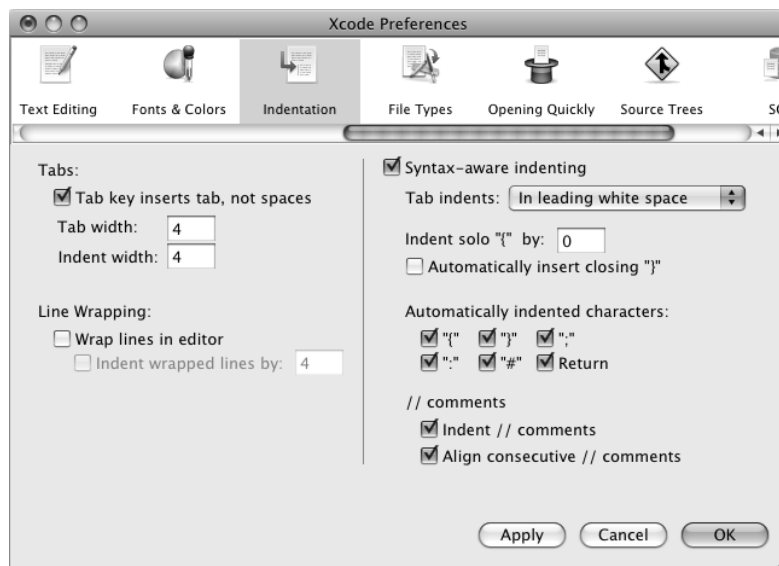 Xcode Preferences
Text Editing Fonts & Colors Indentation File Types Opening Quickly Source Trees
Tabs:
Tab key inserts tab, not spaces
Tab width: 4
Indent width: 4
Line Wrapping:
Wrap lines in editor
Indent wrapped lines by: 4
Syntax-aware indenting
Tab indents: In leading white space
Indent solo "{" by: 0
Automatically insert closing "}"
Automatically indented characters:
"{" "}" ";"
":" "#" Return
// comments
Indent // comments
Align consecutive // comments
Apply Cancel OK